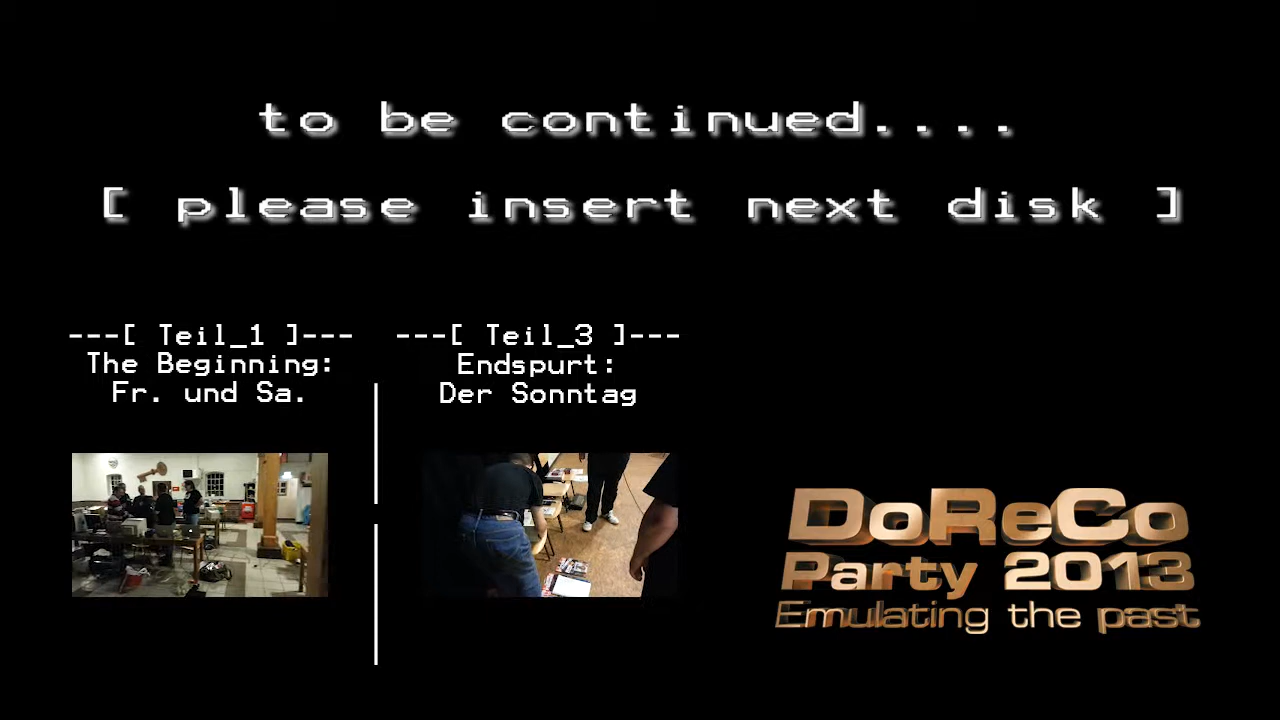 to be continued....
[ please insert next disk ]
---[ Teil_1 ]---
The Beginning:
Fr. und Sa.
---[ Teil_3 ]---
Endspurt:
Der Sonntag
DoReCo
Party 2013
Emulating the past